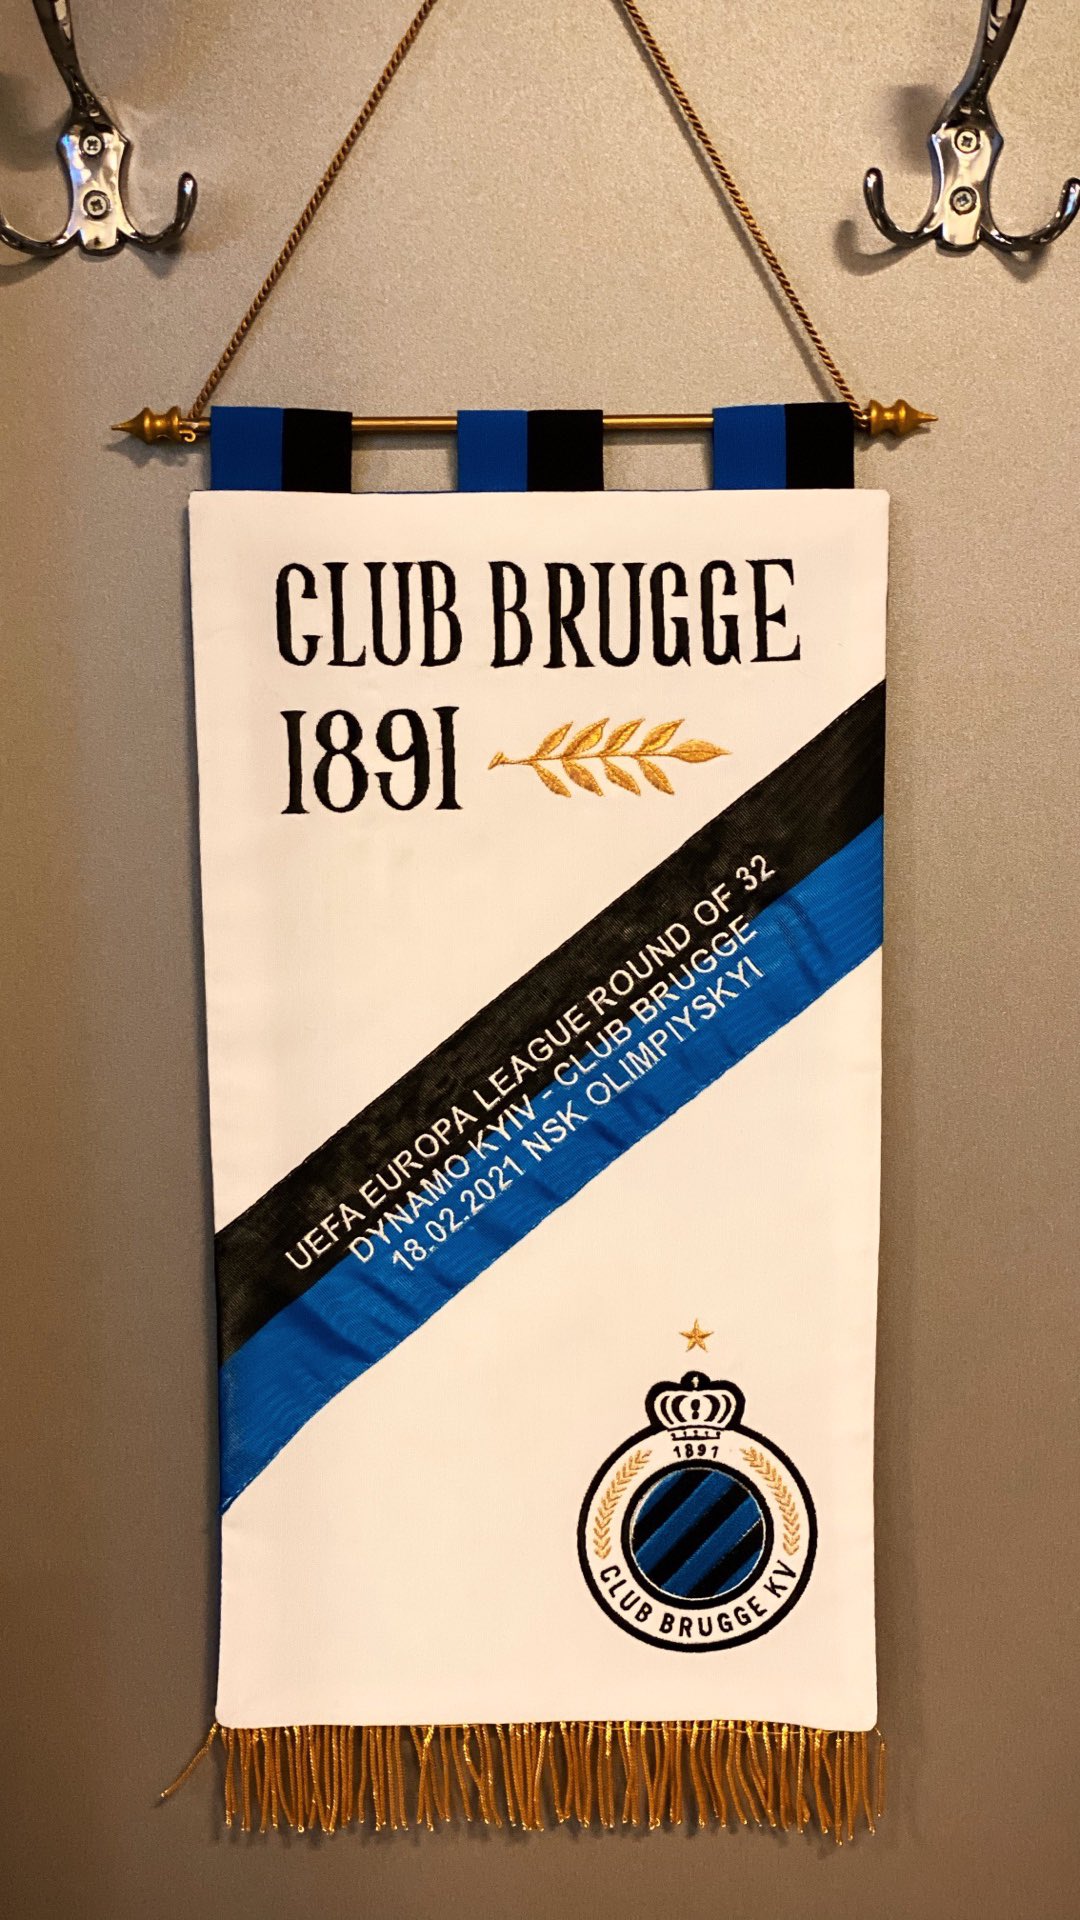 CLUB BRUGGE
1891
UEFA EUROPA LEAGUE ROUND OF 32
DYNAMO KYIV - CLUB BRUGGE
18.02.2021 NSK OLIMPIYSKYI
1891
CLUB BRUGGE KV